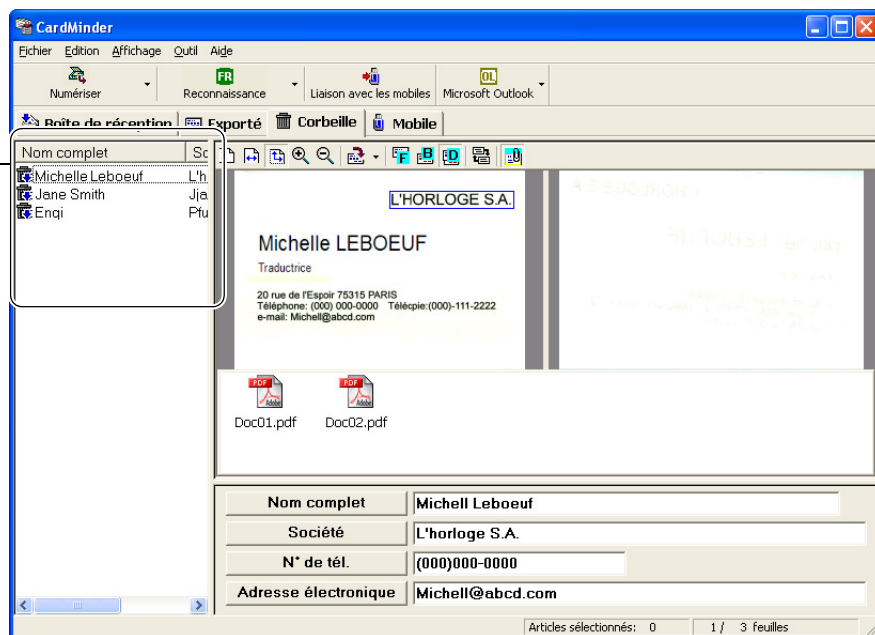 CardMinder
Fichier Edition Affichage Outil Aide
FR OL
Numériser Reconnaissance Liaison avec les mobiles Microsoft Outlook
Boîte de réception Exporté Corbeille Mobile
Nom complet
F B D
Michelle Leboeuf L'h
Jane Smith Jja
Enqi Pfu
L'HORLOGE S.A.
Michelle LEBOEUF
Traductrice
20 rue de l'Espoir 75315 PARIS
Téléphone: (000) 000-0000 Télécpie:(000)-111-2222
e-mail: Michell@abcd.com
PDF PDF
Adobe Adobe
Doc01.pdf Doc02.pdf
Nom complet Michell Leboeuf
Société L'horloge S.A.
N° de tél. (000)000-0000
Adresse électronique Michell@abcd.com
Articles sélectionnés: 0 1 / 3 feuilles